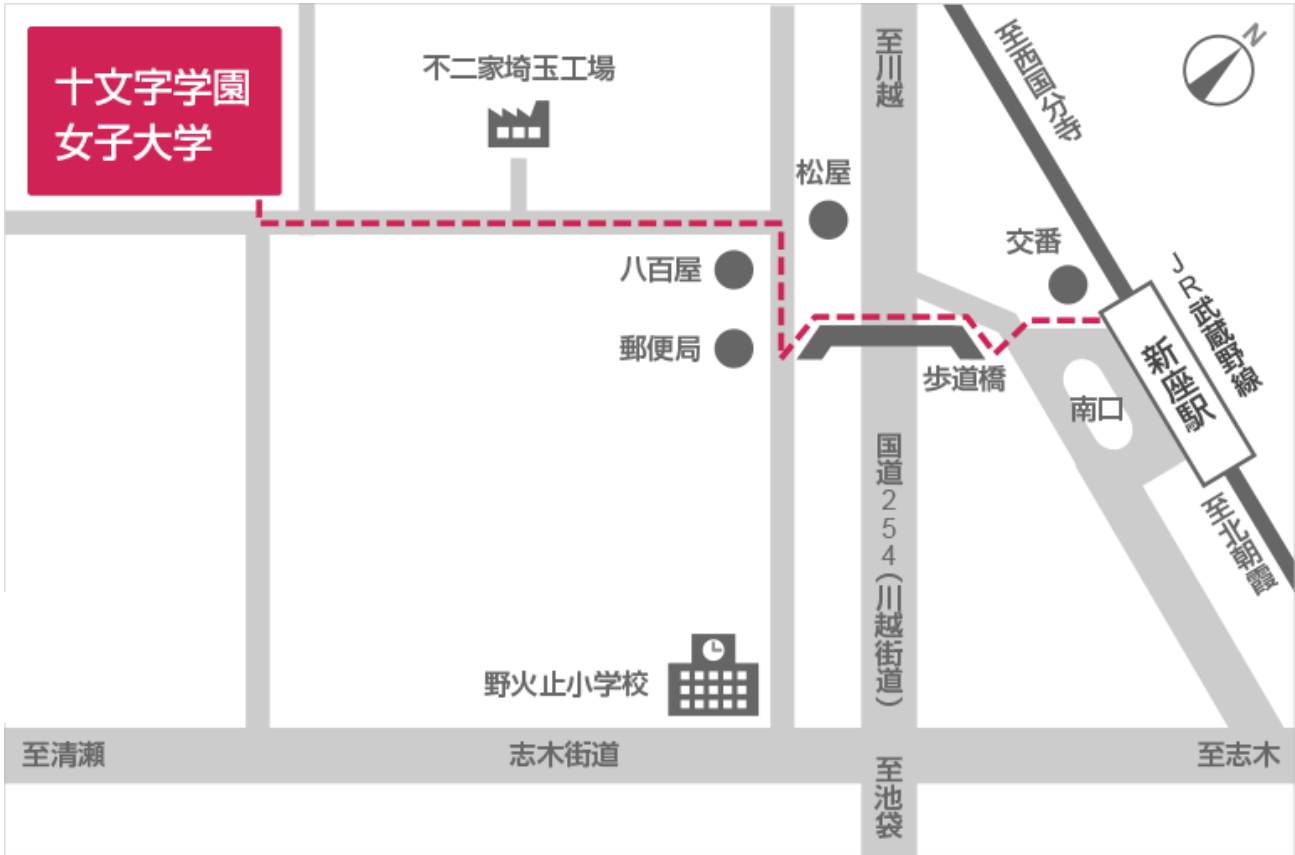 十文字学園
女子大学
不二家埼玉工場
至川越
至西国分寺
N
松屋
交番
八百屋
郵便局
歩道橋
JR武蔵野線
新座駅
南口
国道254(川越街道)
至北朝霞
野火止小学校
至清瀬
志木街道
至池袋
至志木